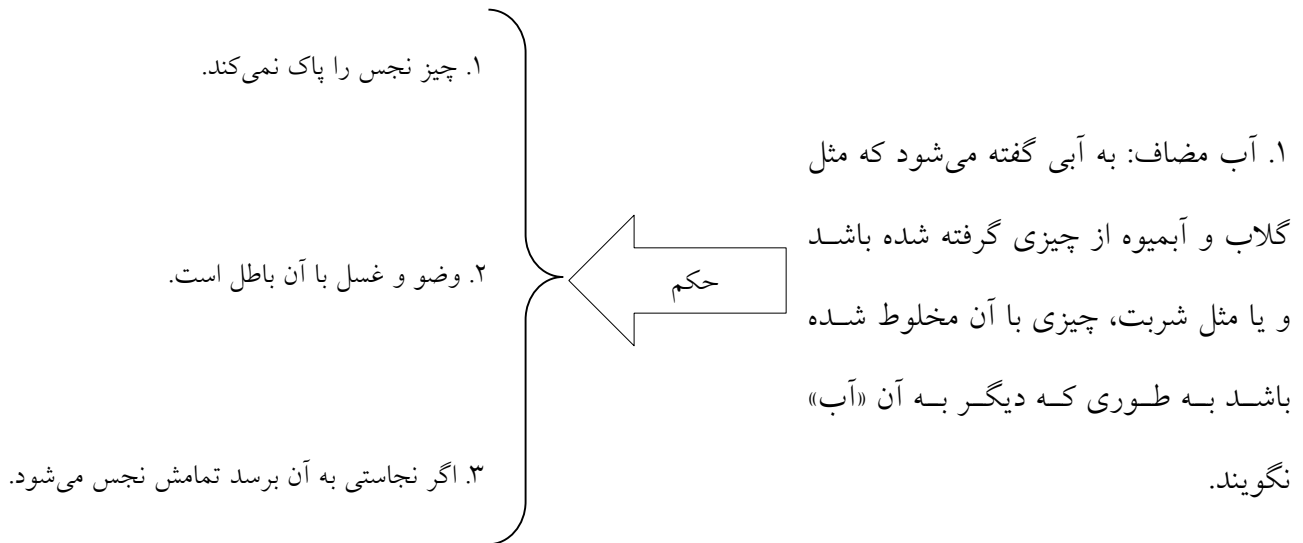 ۱. آب مضاف: به آبی گفته می‌شود که مثل
گلاب و آبمیوه از چیزی گرفته شده باشد
و یا مثل شربت، چیزی با آن مخلوط شده
باشد به طوری که دیگر به آن «آب»
نگویند.
حکم
۱. چیز نجس را پاک نمی‌کند.
۲. وضو و غسل با آن باطل است.
۳. اگر نجاستی به آن برسد تمامش نجس می‌شود.